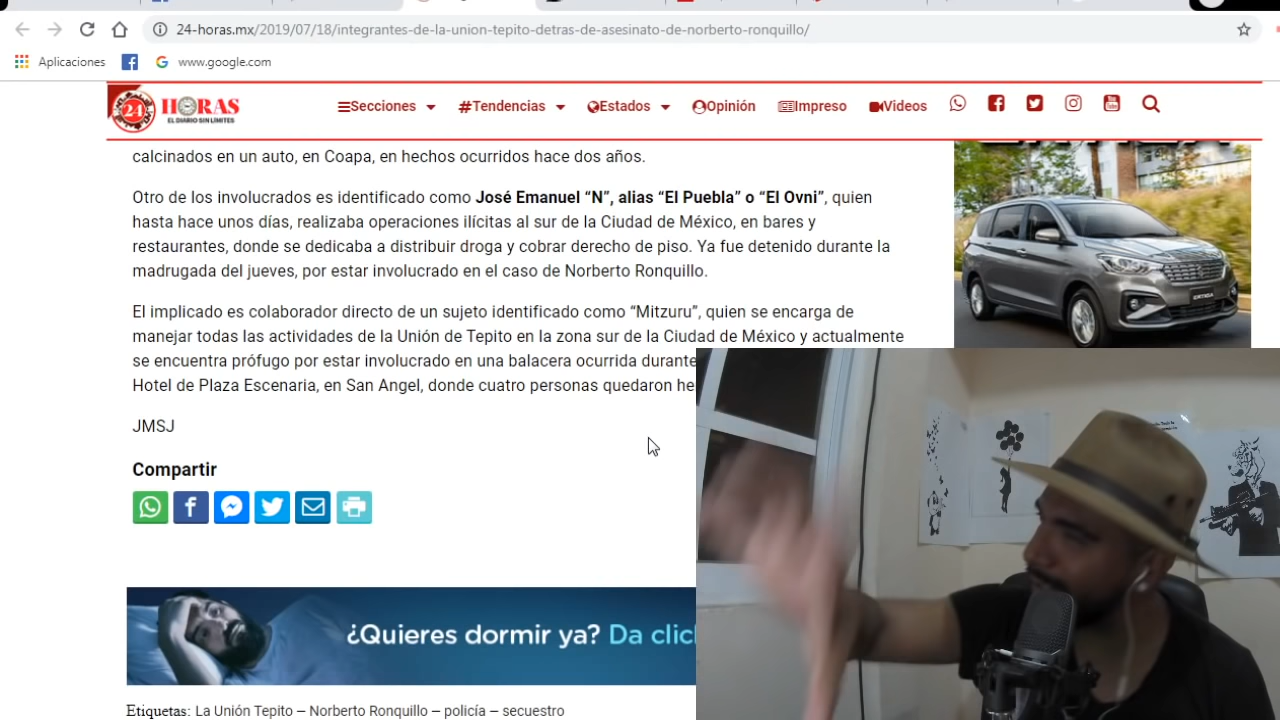 24-horas.mx/2019/07/18/integrantes-de-la-union-tepito-detras-de-asesinato-de-norberto-ronquillo/
Aplicaciones www.google.com
24 HORAS
EL DIARIO SIN LÍMITES
Secciones #Tendencias Estados Opinión Impreso Videos
calcinados en un auto, en Coapa, en hechos ocurridos hace dos años.
Otro de los involucrados es identificado como José Emanuel “N”, alias “El Puebla” o “El Ovni”, quien
hasta hace unos días, realizaba operaciones ilícitas al sur de la Ciudad de México, en bares y
restaurantes, donde se dedicaba a distribuir droga y cobrar derecho de piso. Ya fue detenido durante la
madrugada del jueves, por estar involucrado en el caso de Norberto Ronquillo.
El implicado es colaborador directo de un sujeto identificado como “Mitzuru”, quien se encarga de
manejar todas las actividades de la Unión de Tepito en la zona sur de la Ciudad de México y actualmente
se encuentra prófugo por estar involucrado en una balacera ocurrida durante
Hotel de Plaza Escenaria, en San Angel, donde cuatro personas quedaron he
JMSJ
Compartir
¿Quieres dormir ya? Da clic
Etiquetas: La Unión Tepito – Norberto Ronquillo – policía – secuestro